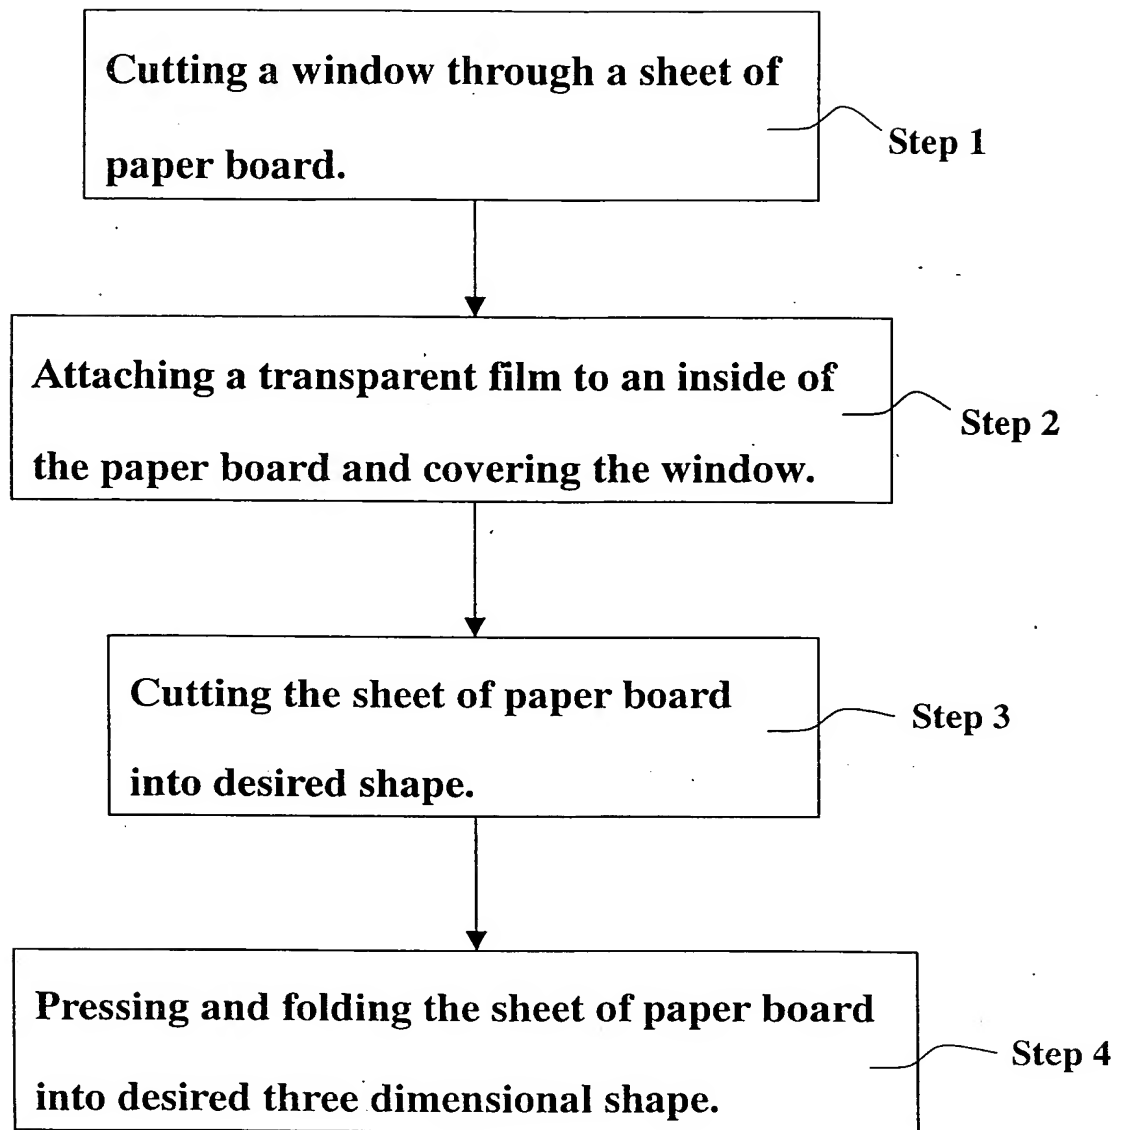 Cutting a window through a sheet of
paper board.
Step 1
Attaching a transparent film to an inside of
the paper board and covering the window.
Step 2
Cutting the sheet of paper board
into desired shape.
Step 3
Pressing and folding the sheet of paper board
into desired three dimensional shape.
Step 4